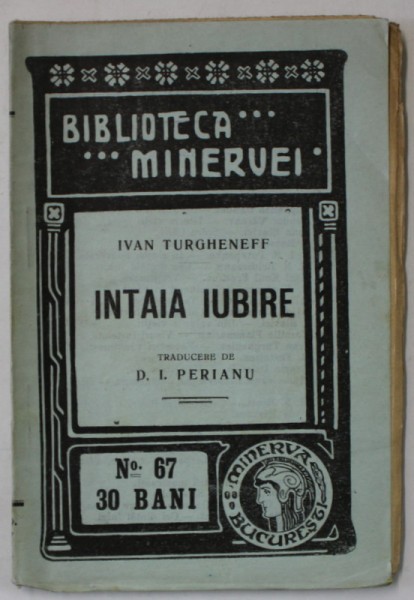 BIBLIOTECA
MINERVEI
IVAN TURGHENEFF
INTAIA IUBIRE
TRADUCERE DE
D. I. PERIANU
No. 67
30 BANI
MINERVA
BUCUREȘTI